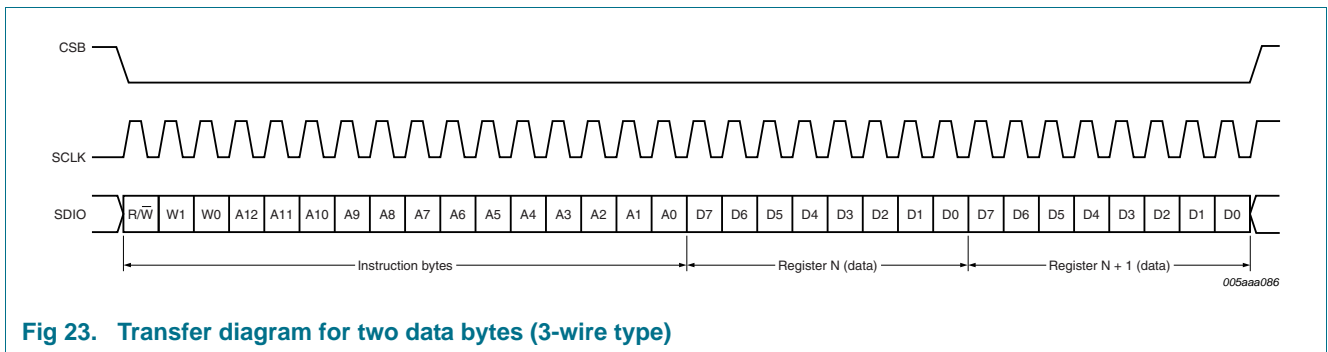 CSB
SCLK
SDIO R/W̅ W1 W0 A12 A11 A10 A9 A8 A7 A6 A5 A4 A3 A2 A1 A0 D7 D6 D5 D4 D3 D2 D1 D0 D7 D6 D5 D4 D3 D2 D1 D0
Instruction bytes Register N (data) Register N + 1 (data)
005aaa086
Fig 23. Transfer diagram for two data bytes (3-wire type)